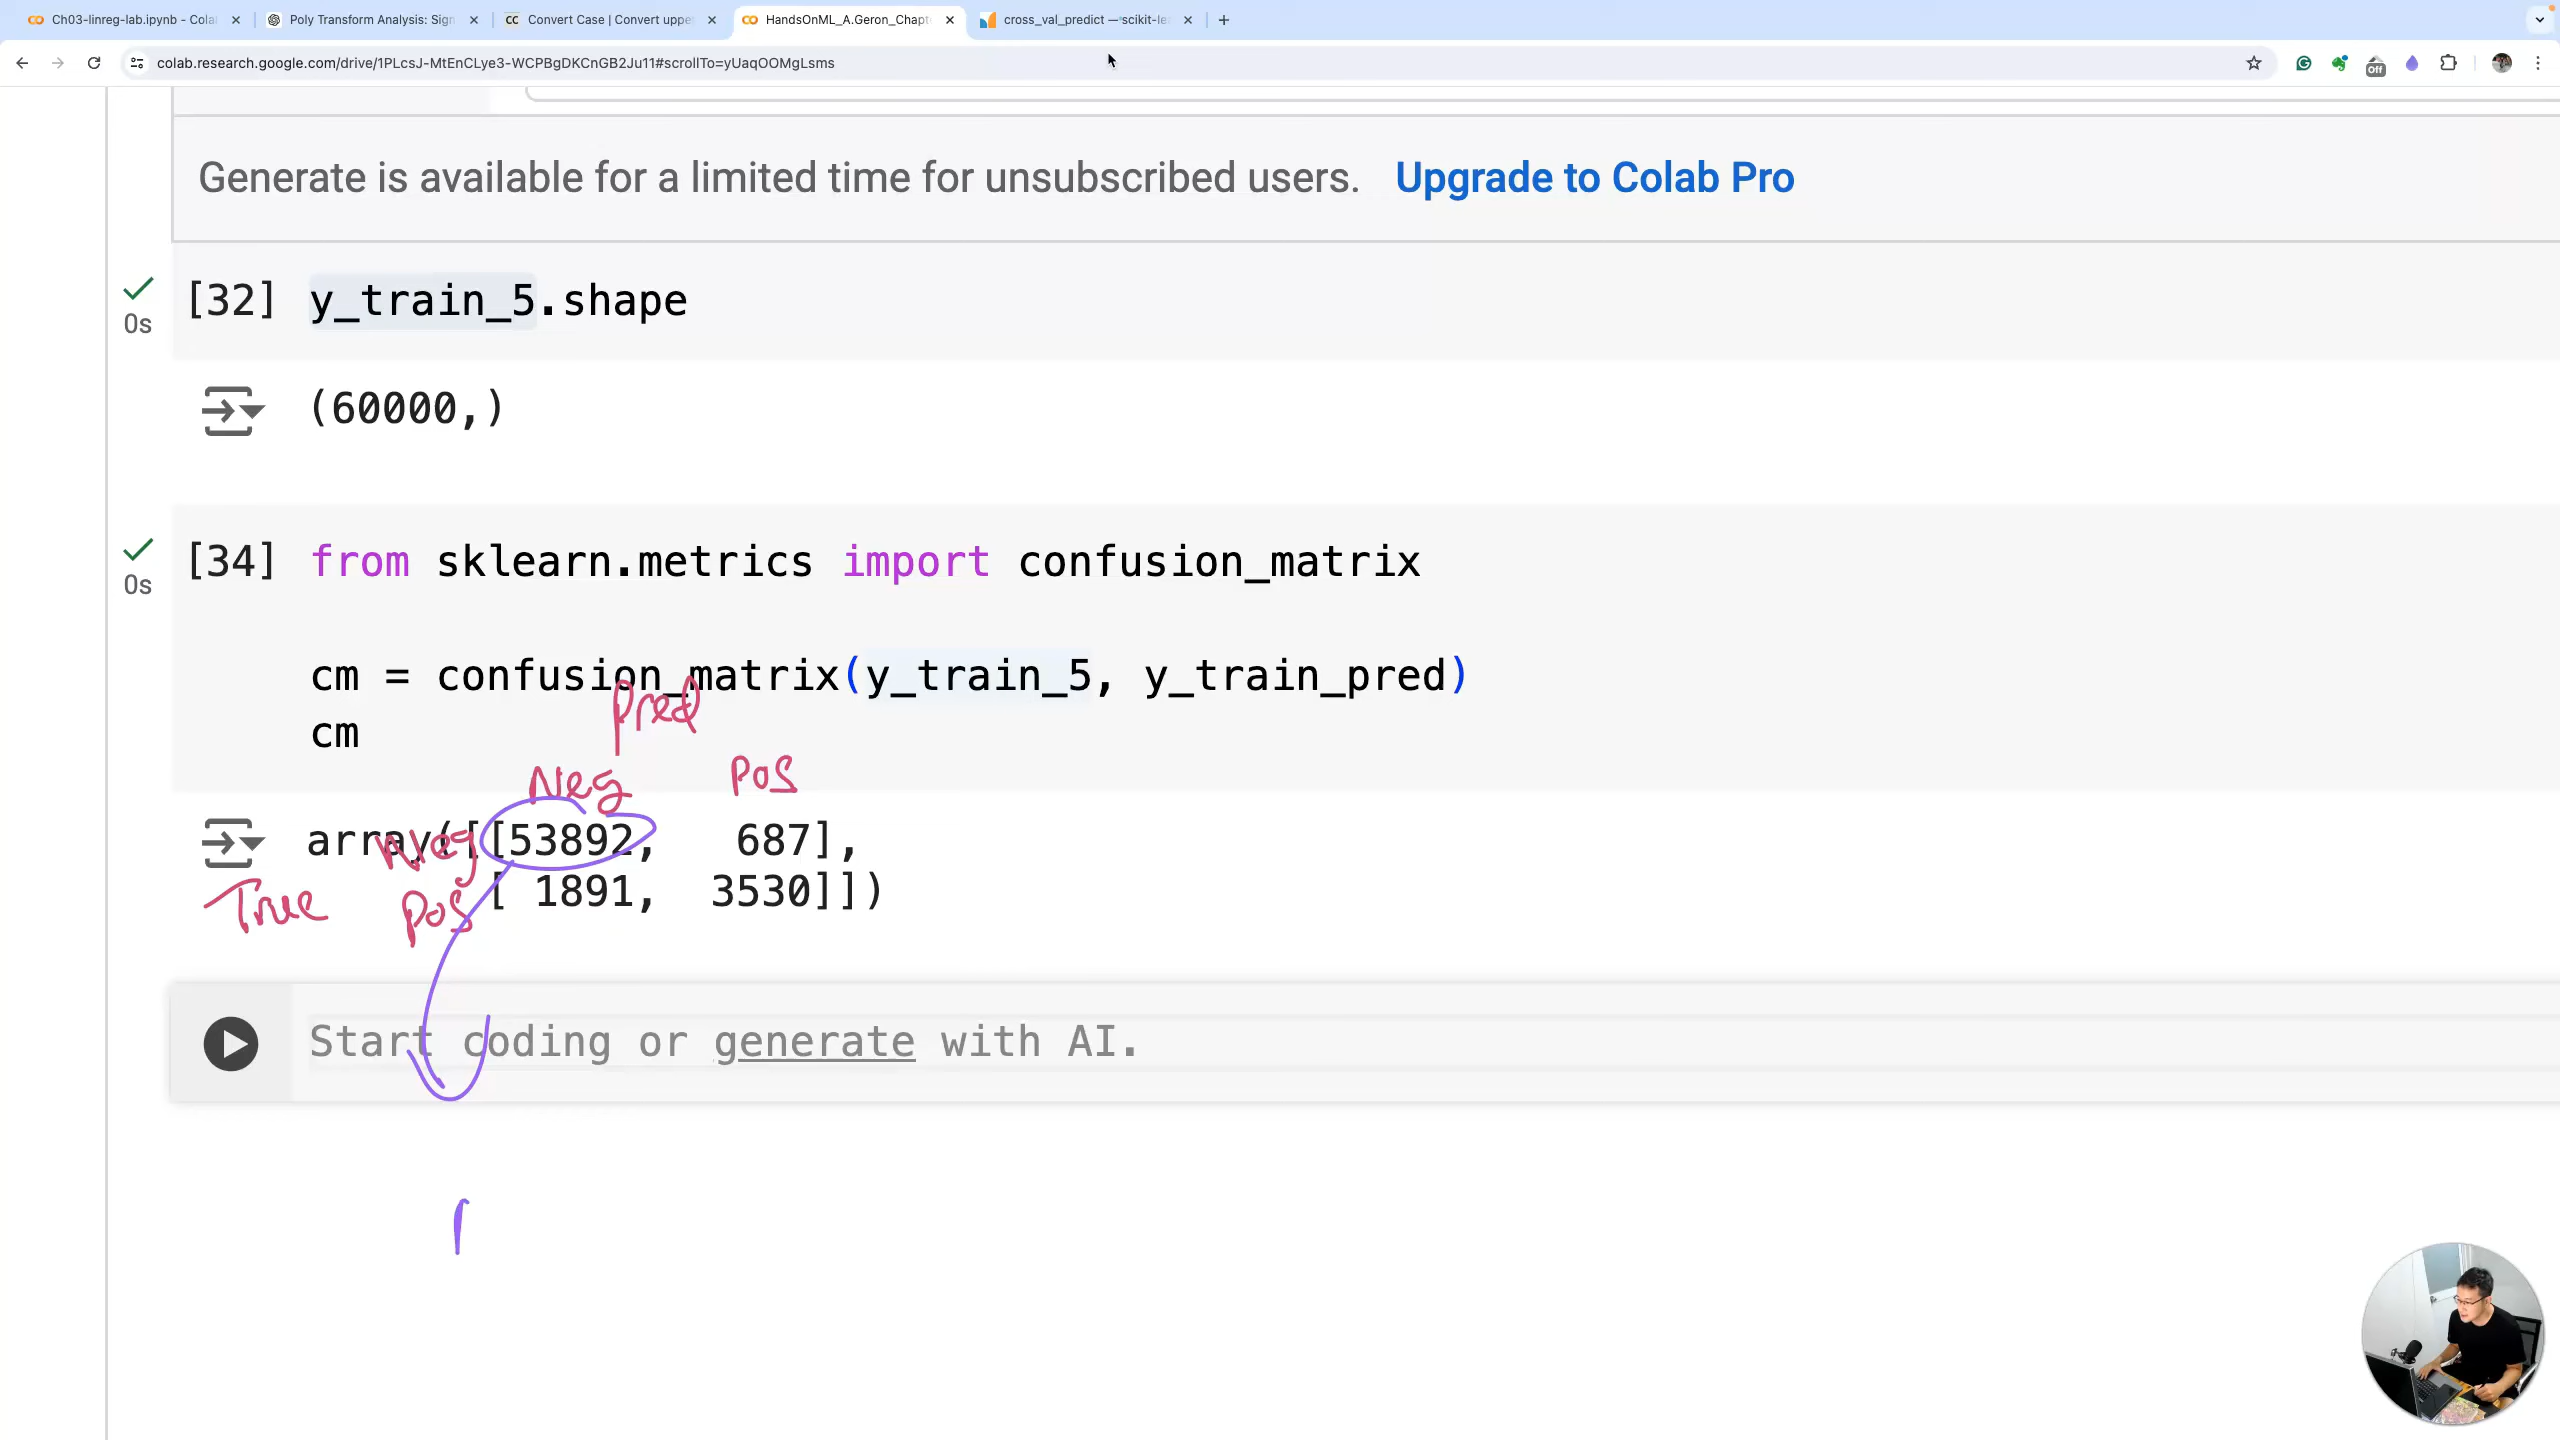 Ch03-linreg-lab.ipynb - Cola
Poly Transform Analysis: Sign
CC Convert Case | Convert uppe
HandsOnML_A.Geron_Chapt
cross_val_predict — scikit-le
colab.research.google.com/drive/1PLcsJ-MtEnCLye3-WCPBgDKCnGB2Ju11#scrollTo=yUaqOOMgLsms
Off
Generate is available for a limited time for unsubscribed users. Upgrade to Colab Pro
[32] y_train_5.shape
0s
(60000,)
[34] from sklearn.metrics import confusion_matrix
0s
cm = confusion_matrix(y_train_5, y_train_pred)
cm
Pred
Neg Pos
array([[53892, 687],
Neg
[ 1891, 3530]])
True Pos
Start coding or generate with AI.